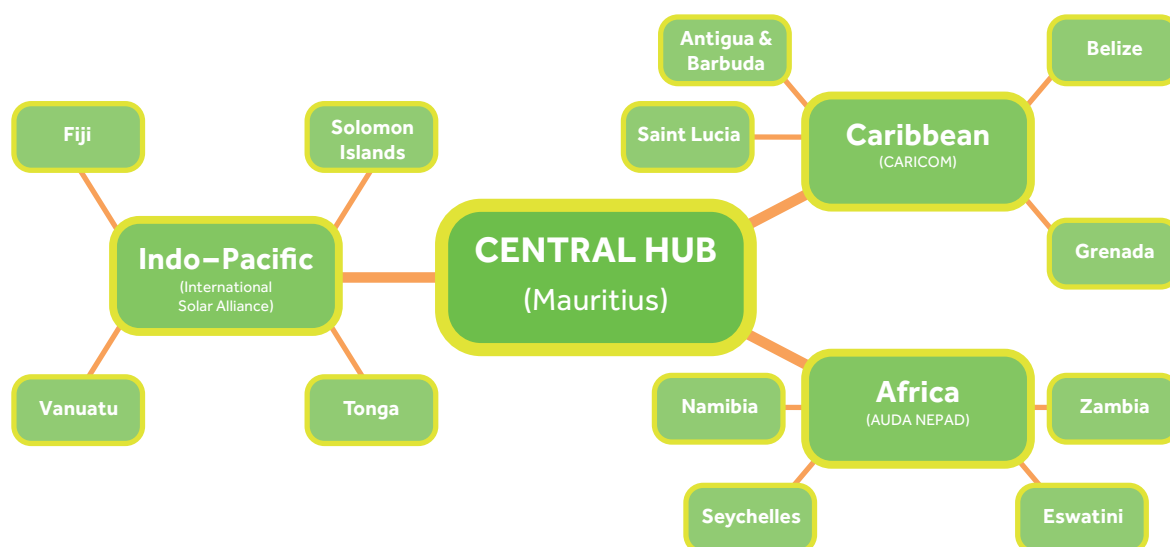 Antigua &
Barbuda
Belize
Fiji
Solomon
Islands
Saint Lucia
Caribbean
(CARICOM)
CENTRAL HUB
(Mauritius)
Indo–Pacific
(International
Solar Alliance)
Grenada
Vanuatu
Tonga
Namibia
Africa
(AUDA NEPAD)
Zambia
Seychelles
Eswatini